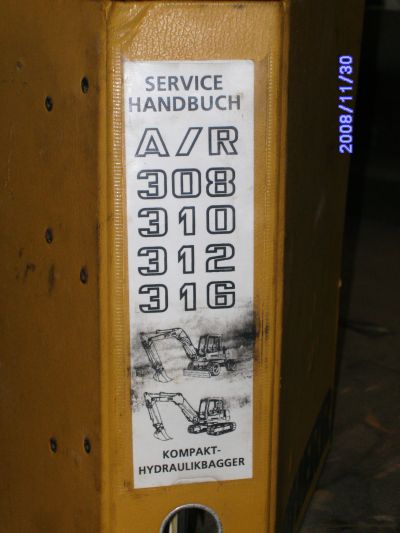 SERVICE
HANDBUCH
A/R
308
310
312
316
KOMPAKT-
HYDRAULIKBAGGER
2008/11/30